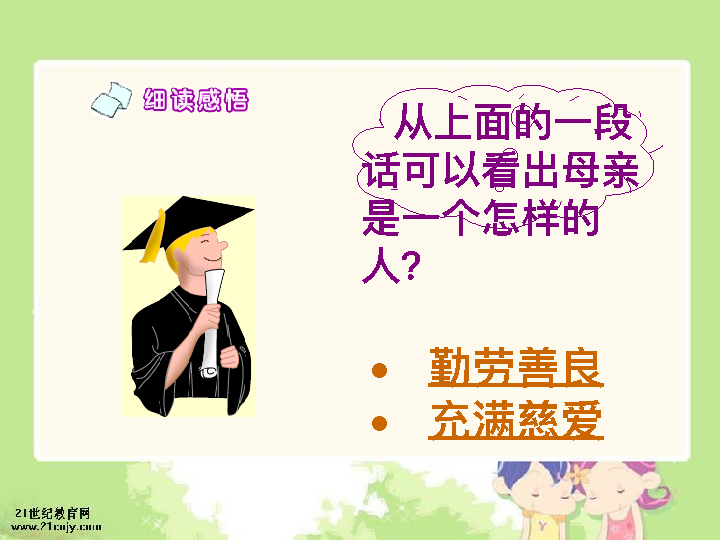 细读感悟
从上面的一段
话可以看出母亲
是一个怎样的
人？
• 勤劳善良
• 充满慈爱
21世纪教育网
www.21cnjy.com